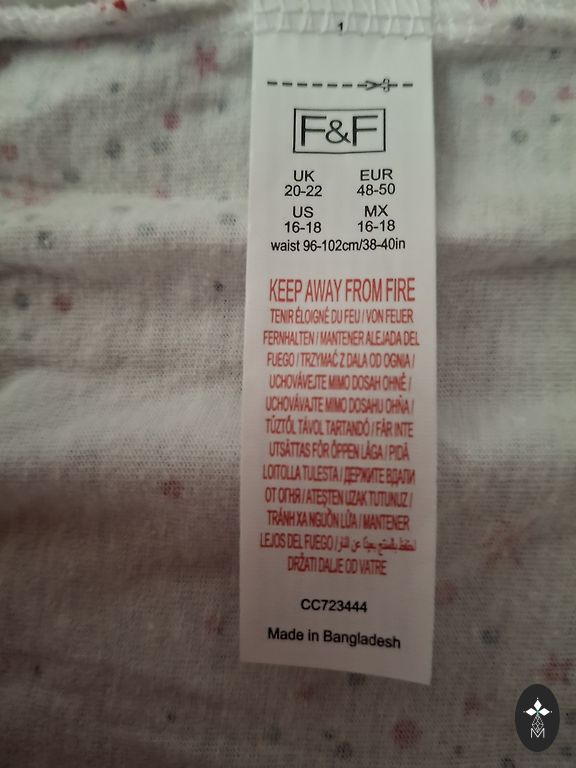 1
F&F
UK EUR
20-22 48-50
US MX
16-18 16-18
waist 96-102cm/38-40in
KEEP AWAY FROM FIRE
TENIR ÉLOIGNÉ DU FEU / VON FEUER
FERNHALTEN / MANTENER ALEJADA DEL
FUEGO / TRZYMAĆ Z DALA OD OGNIA /
UCHOVÁVEJTE MIMO DOSAH OHNĚ /
UCHOVÁVAJTE MIMO DOSAHU OHŇA /
TŰZTŐL TÁVOL TARTANDÓ / FÅR INTE
UTSÄTTAS FÖR ÖPPEN LÅGA / PIDÄ
LOITOLLA TULESTA / ДЕРЖИТЕ ВДАЛИ
ОТ ОГНЯ / ATEŞTEN UZAK TUTUNUZ /
TRÁNH XA NGUỒN LỬA / MANTENER
LEJOS DEL FUEGO / احتفظ بالمنتج بعيدًا عن النار /
DRŽATI DALJE OD VATRE
CC723444
Made in Bangladesh
M